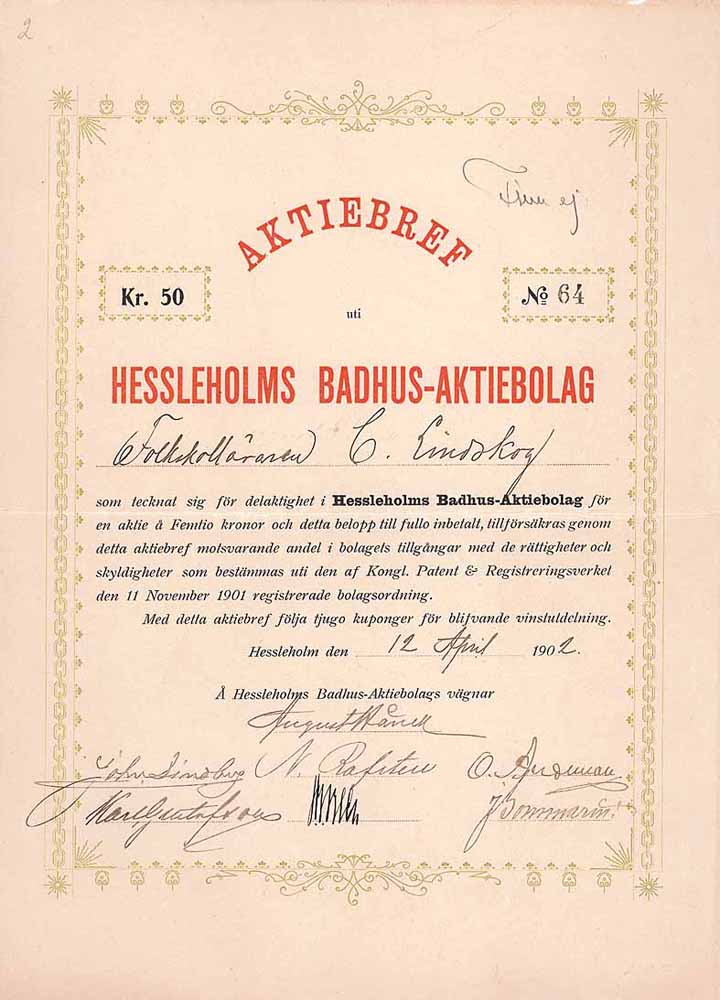 2
AKTIEBREF
Kr. 50
No 64
uti
HESSLEHOLMS BADHUS-AKTIEBOLAG
Folkskolläraren C. Lindskog
som tecknat sig för delaktighet i Hessleholms Badhus-Aktiebolag för
en aktie å Femtio kronor och detta belopp till fullo inbetalt, tillförsäkras genom
detta aktiebref motsvarande andel i bolagets tillgångar med de rättigheter och
skyldigheter som bestämmas uti den af Kongl. Patent & Registreringsverket
den 11 November 1901 registrerade bolagsordning.
Med detta aktiebref följa tjugo kuponger för blifvande vinstutdelning.
Hessleholm den 12 April 1902.
Å Hessleholms Badhus-Aktiebolags vägnar
August
John Lindberg N. O.
Karl Gustafsson